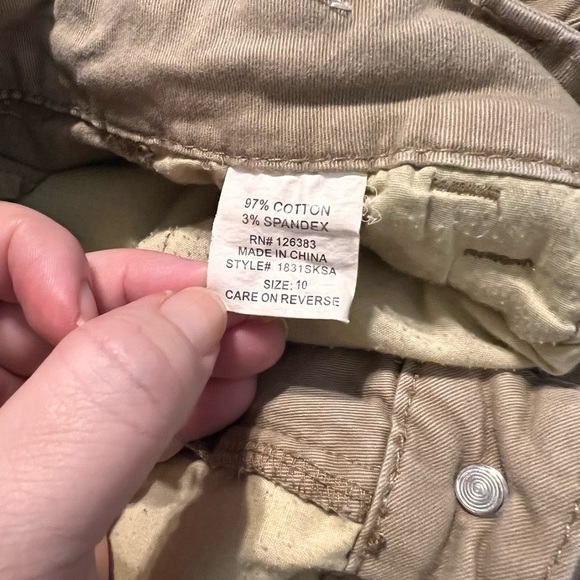 97% COTTON
3% SPANDEX
RN# 126383
MADE IN CHINA
STYLE# 1831SKSA
SIZE: 10
CARE ON REVERSE